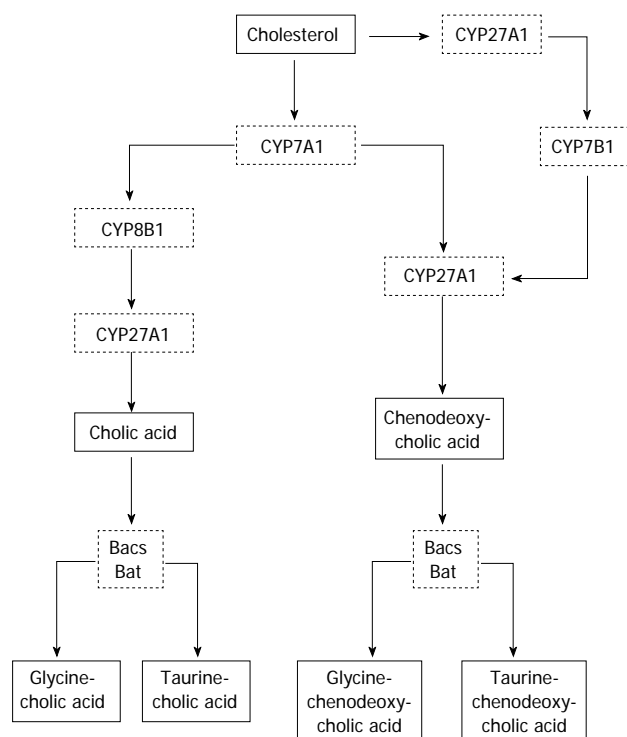 Cholesterol
CYP27A1
CYP7A1
CYP7B1
CYP8B1
CYP27A1
CYP27A1
Cholic acid
Chenodeoxy-
cholic acid
Bacs
Bat
Bacs
Bat
Glycine-
cholic acid
Taurine-
cholic acid
Glycine-
chenodeoxy-
cholic acid
Taurine-
chenodeoxy-
cholic acid